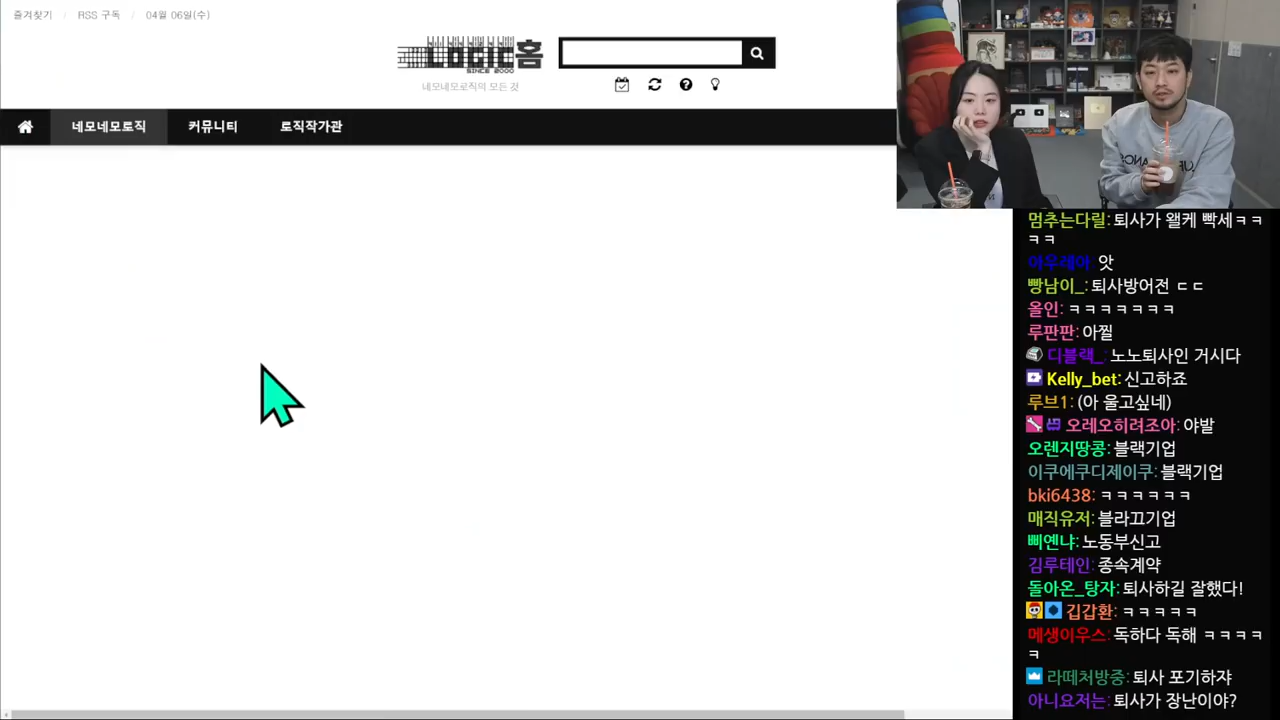 즐겨찾기 / RSS 구독 / 04월 06일(수)
LOGIC홈
SINCE 2000
네모네모로직의 모든 것
네모네모로직 커뮤니티 로직작가관
멈추는다릴: 퇴사가 왤케 빡세ㅋㅋ
ㅋㅋ
아우레아 앗
빵남이_: 퇴사방어전 ㄷㄷ
올인: ㅋㅋㅋㅋㅋㅋㅋ
루판판: 아찔
디블랙_: 노노퇴사인 거시다
Kelly_bet: 신고하죠
루브1: (아 울고싶네)
오레오히려조아: 야발
오렌지땅콩: 블랙기업
이쿠에쿠디제이쿠: 블랙기업
bki6438: ㅋㅋㅋㅋㅋㅋ
매직유저: 블라끄기업
삐옌냐: 노동부신고
김루테인: 종속계약
돌아온_탕자: 퇴사하길 잘했다!
김갑환: ㅋㅋㅋㅋㅋ
메생이우스: 독하다 독해 ㅋㅋㅋㅋ
ㅋ
라떼처방중: 퇴사 포기하쟈
아니요저는: 퇴사가 장난이야?